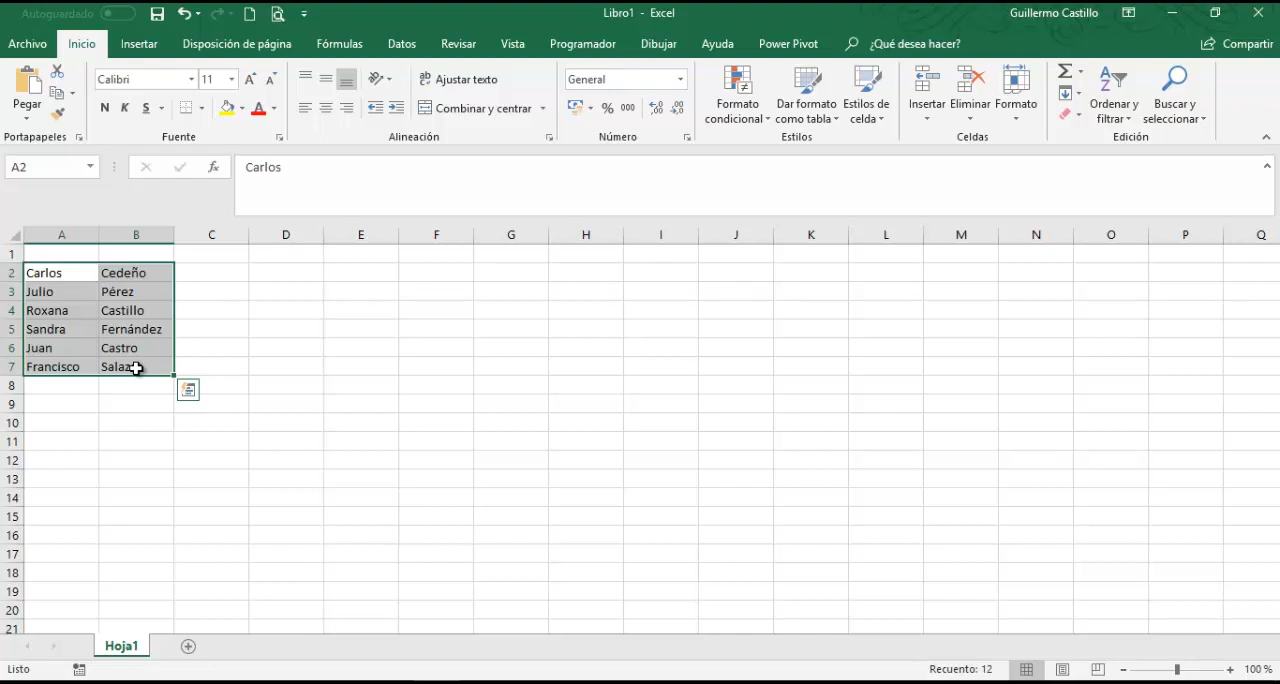 Autoguardado
Libro1 - Excel
Guillermo Castillo
Archivo Inicio Insertar Disposición de página Fórmulas Datos Revisar Vista Programador Dibujar Ayuda Power Pivot ¿Qué desea hacer? Compartir
Pegar
Calibri 11
N K S
Ajustar texto
Combinar y centrar
General
% 000
Formato condicional
Dar formato como tabla
Estilos de celda
Insertar Eliminar Formato
Ordenar y filtrar
Buscar y seleccionar
Portapapeles Fuente Alineación Número Estilos Celdas Edición
A2 fx Carlos
A B C D E F G H I J K L M N O P Q
1
2 Carlos Cedeño
3 Julio Pérez
4 Roxana Castillo
5 Sandra Fernández
6 Juan Castro
7 Francisco
8
9
10
11
12
13
14
15
16
17
18
19
20
21
Hoja1
Listo Recuento: 12 100 %